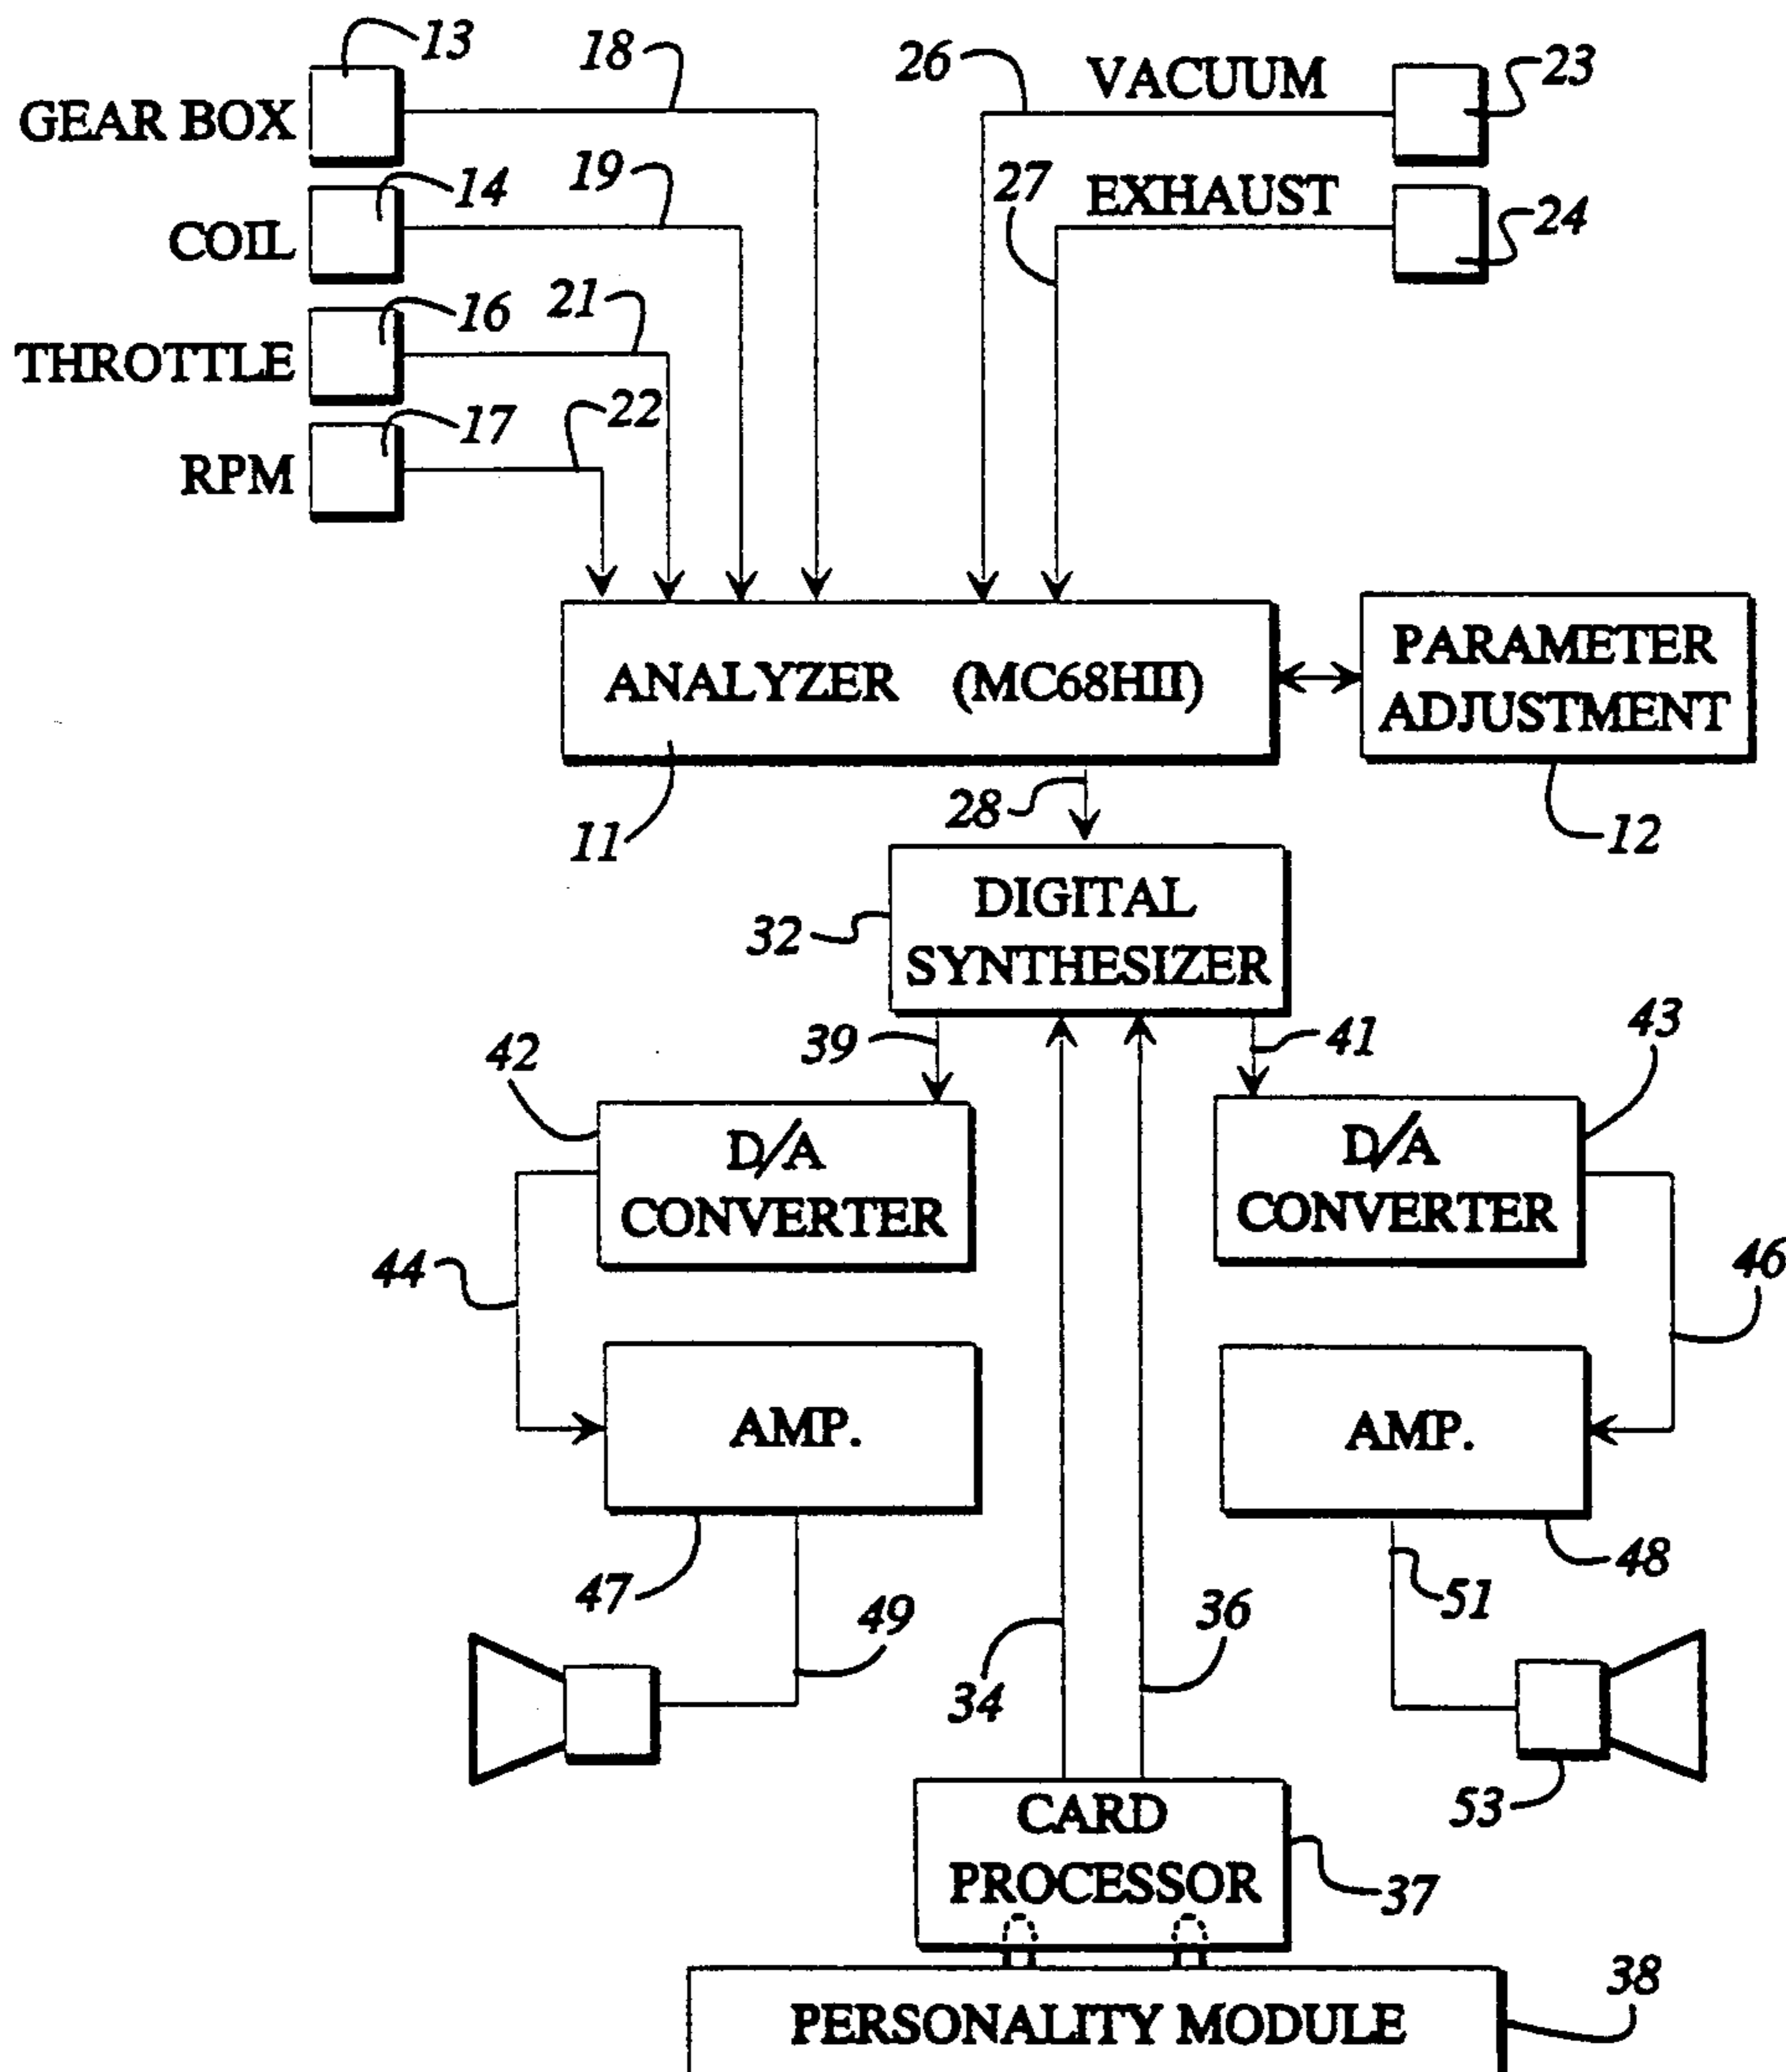 13
18
26
VACUUM
23
GEAR BOX
14
19
27
EXHAUST
24
COIL
16
21
THROTTLE
17
22
RPM
ANALYZER (MC68HII)
PARAMETER
ADJUSTMENT
28
11
12
DIGITAL
SYNTHESIZER
32
39
41
43
42
D/A
CONVERTER
D/A
CONVERTER
44
46
AMP.
AMP.
47
49
34
36
51
48
53
CARD
PROCESSOR
37
38
PERSONALITY MODULE